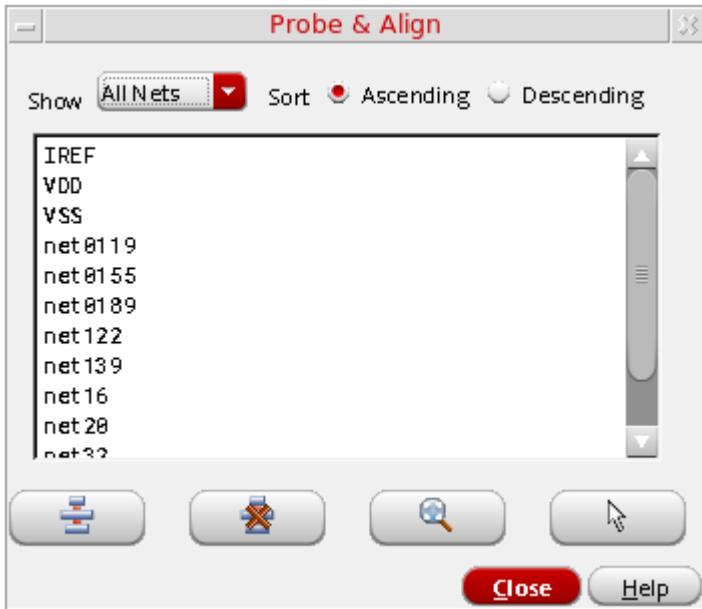 Probe & Align
Show All Nets Sort Ascending Descending
IREF
VDD
VSS
net0119
net0155
net0189
net122
net139
net16
net20
net32
Close Help